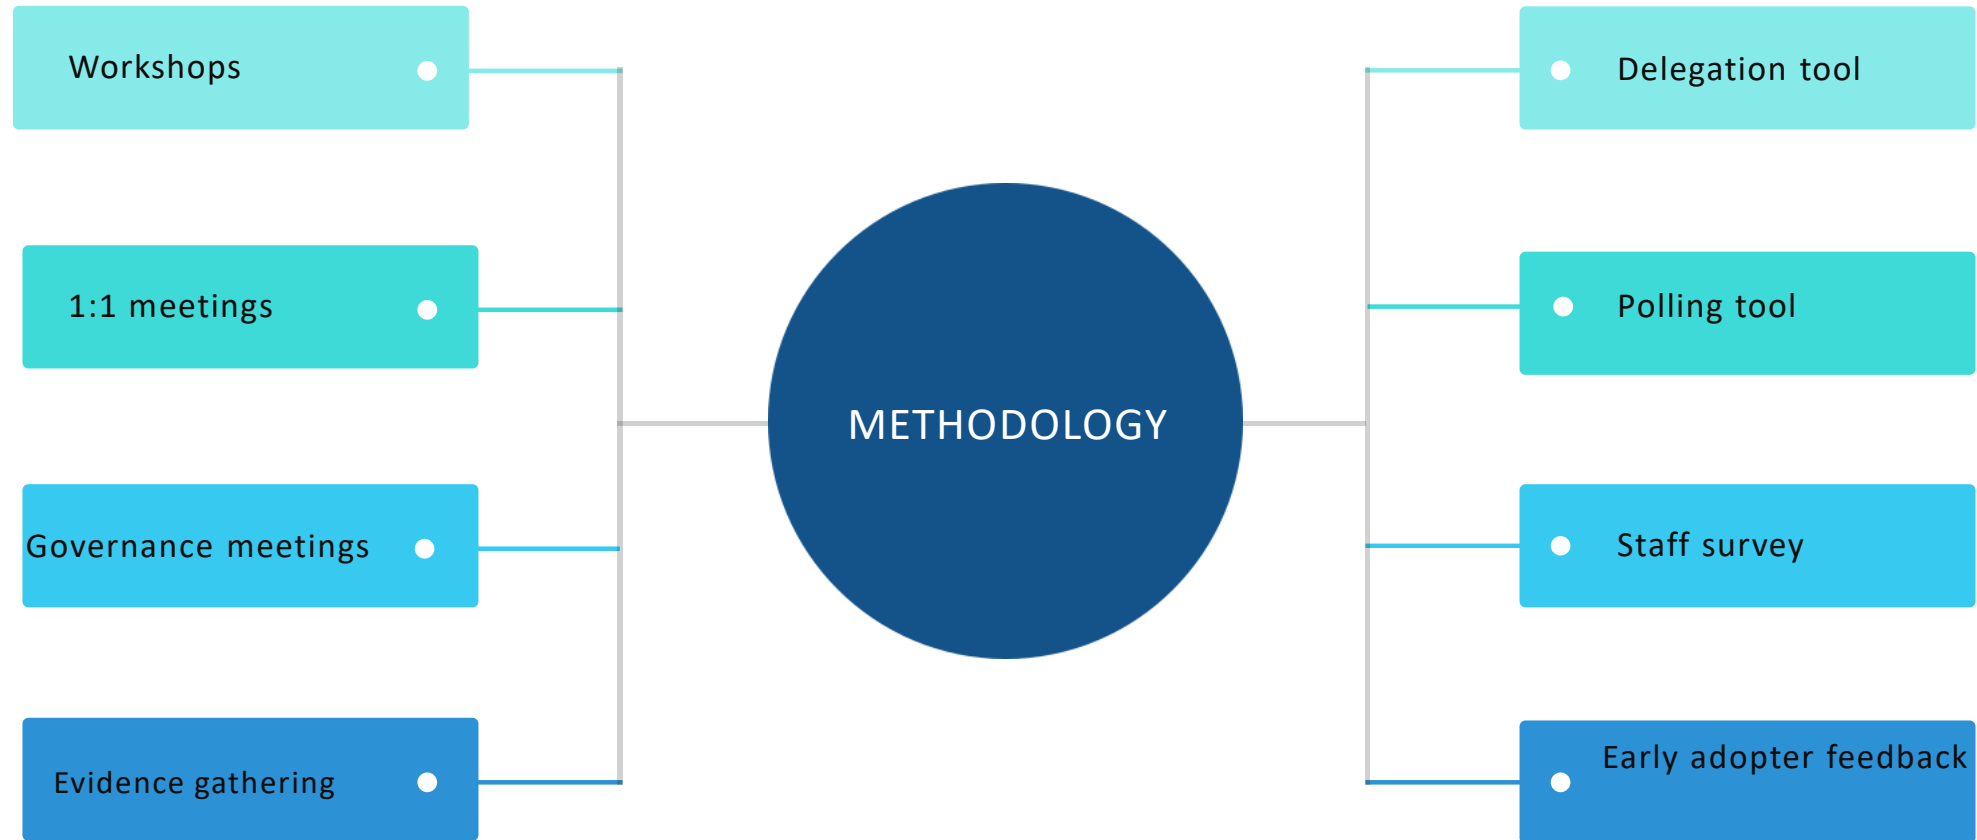 Workshops
1:1 meetings
Governance meetings
Evidence gathering
METHODOLOGY
Delegation tool
Polling tool
Staff survey
Early adopter feedback